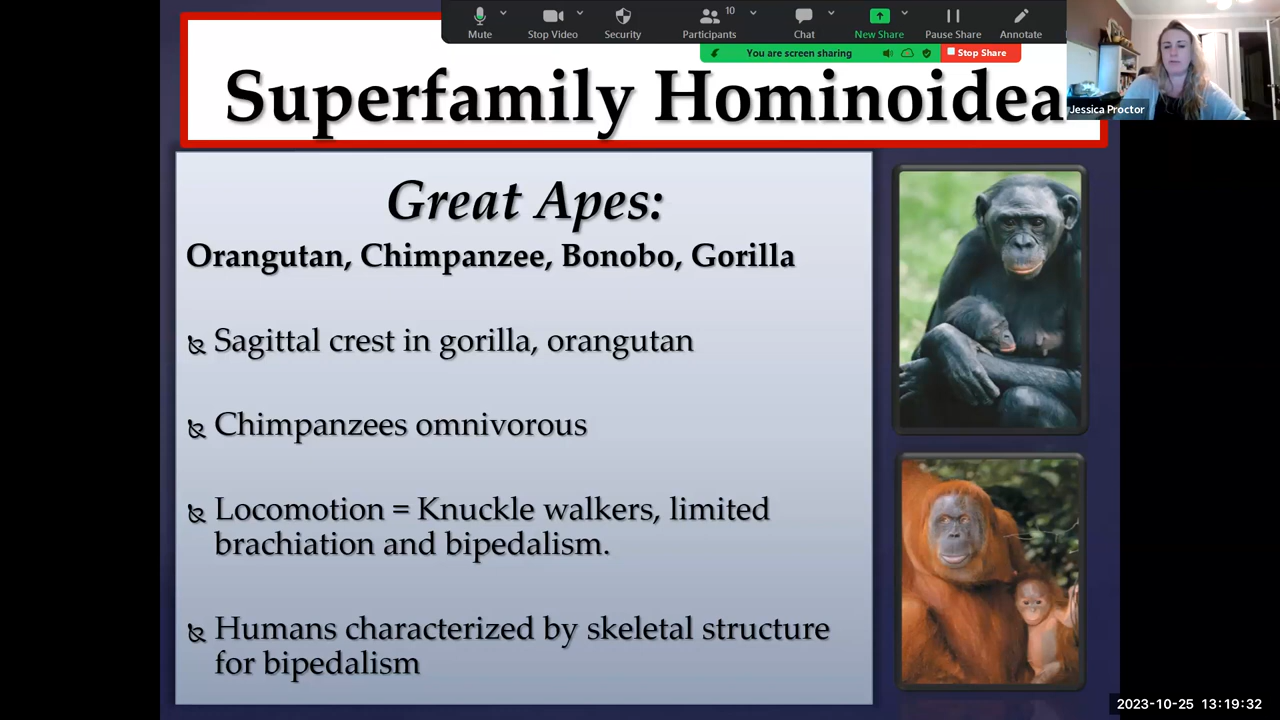 10
Mute
Stop Video
Security
Participants
Chat
New Share
Pause Share
Annotate
You are screen sharing
Stop Share
Jessica Proctor
Superfamily Hominoidea
Great Apes:
Orangutan, Chimpanzee, Bonobo, Gorilla
Sagittal crest in gorilla, orangutan
Chimpanzees omnivorous
Locomotion = Knuckle walkers, limited
brachiation and bipedalism.
Humans characterized by skeletal structure
for bipedalism
2023-10-25 13:19:32